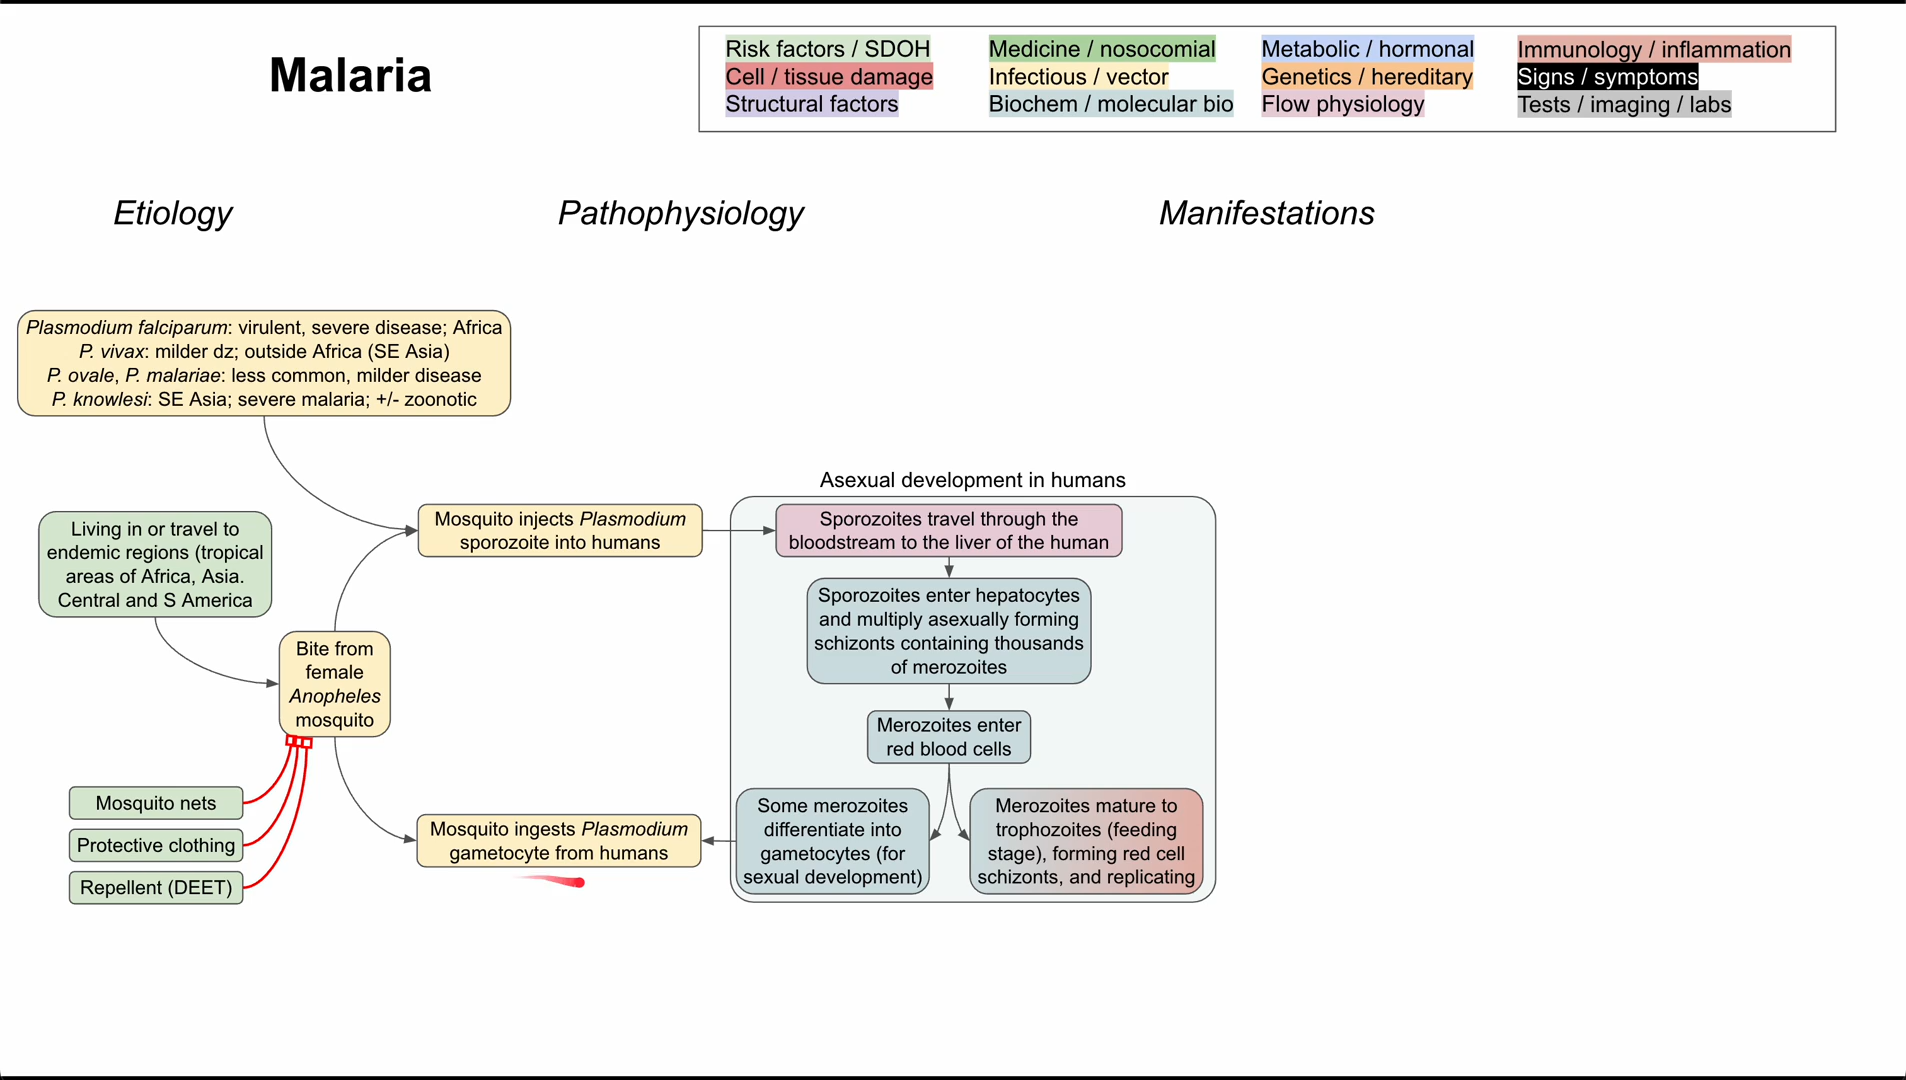 Malaria
Risk factors / SDOH
Cell / tissue damage
Structural factors
Medicine / nosocomial
Infectious / vector
Biochem / molecular bio
Metabolic / hormonal
Genetics / hereditary
Flow physiology
Immunology / inflammation
Signs / symptoms
Tests / imaging / labs
Etiology
Pathophysiology
Manifestations
Plasmodium falciparum: virulent, severe disease; Africa
P. vivax: milder dz; outside Africa (SE Asia)
P. ovale, P. malariae: less common, milder disease
P. knowlesi: SE Asia; severe malaria; +/- zoonotic
Living in or travel to
endemic regions (tropical
areas of Africa, Asia.
Central and S America
Bite from
female
Anopheles
mosquito
Mosquito nets
Protective clothing
Repellent (DEET)
Mosquito injects Plasmodium
sporozoite into humans
Mosquito ingests Plasmodium
gametocyte from humans
Asexual development in humans
Sporozoites travel through the
bloodstream to the liver of the human
Sporozoites enter hepatocytes
and multiply asexually forming
schizonts containing thousands
of merozoites
Merozoites enter
red blood cells
Some merozoites
differentiate into
gametocytes (for
sexual development)
Merozoites mature to
trophozoites (feeding
stage), forming red cell
schizonts, and replicating